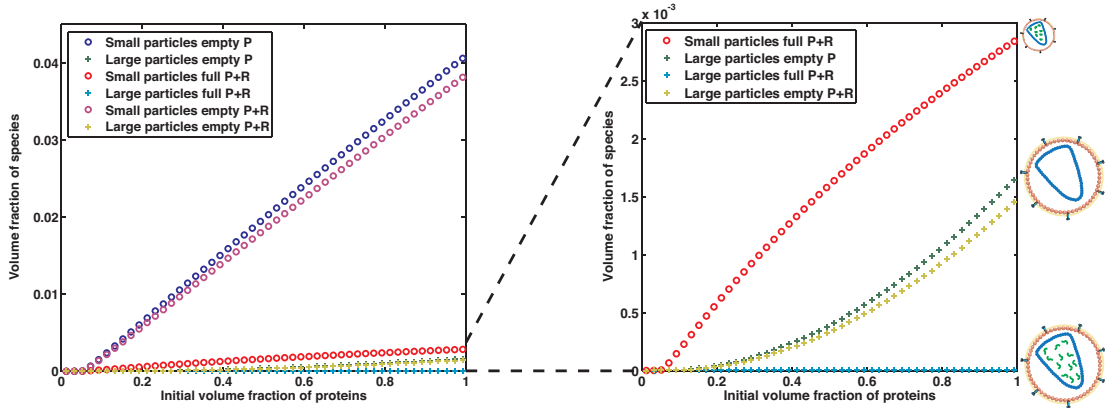 Small particles empty P
Large particles empty P
Small particles full P+R
Large particles full P+R
Small particles empty P+R
Large particles empty P+R
0.04
0.03
0.02
0.01
0
Volume fraction of species
0
0.2
0.4
0.6
0.8
1
Initial volume fraction of proteins
x 10⁻³
Small particles full P+R
Large particles empty P
Large particles full P+R
Large particles empty P+R
3
2.5
2
1.5
1
0.5
0
Volume fraction of species
0
0.2
0.4
0.6
0.8
1
Initial volume fraction of proteins